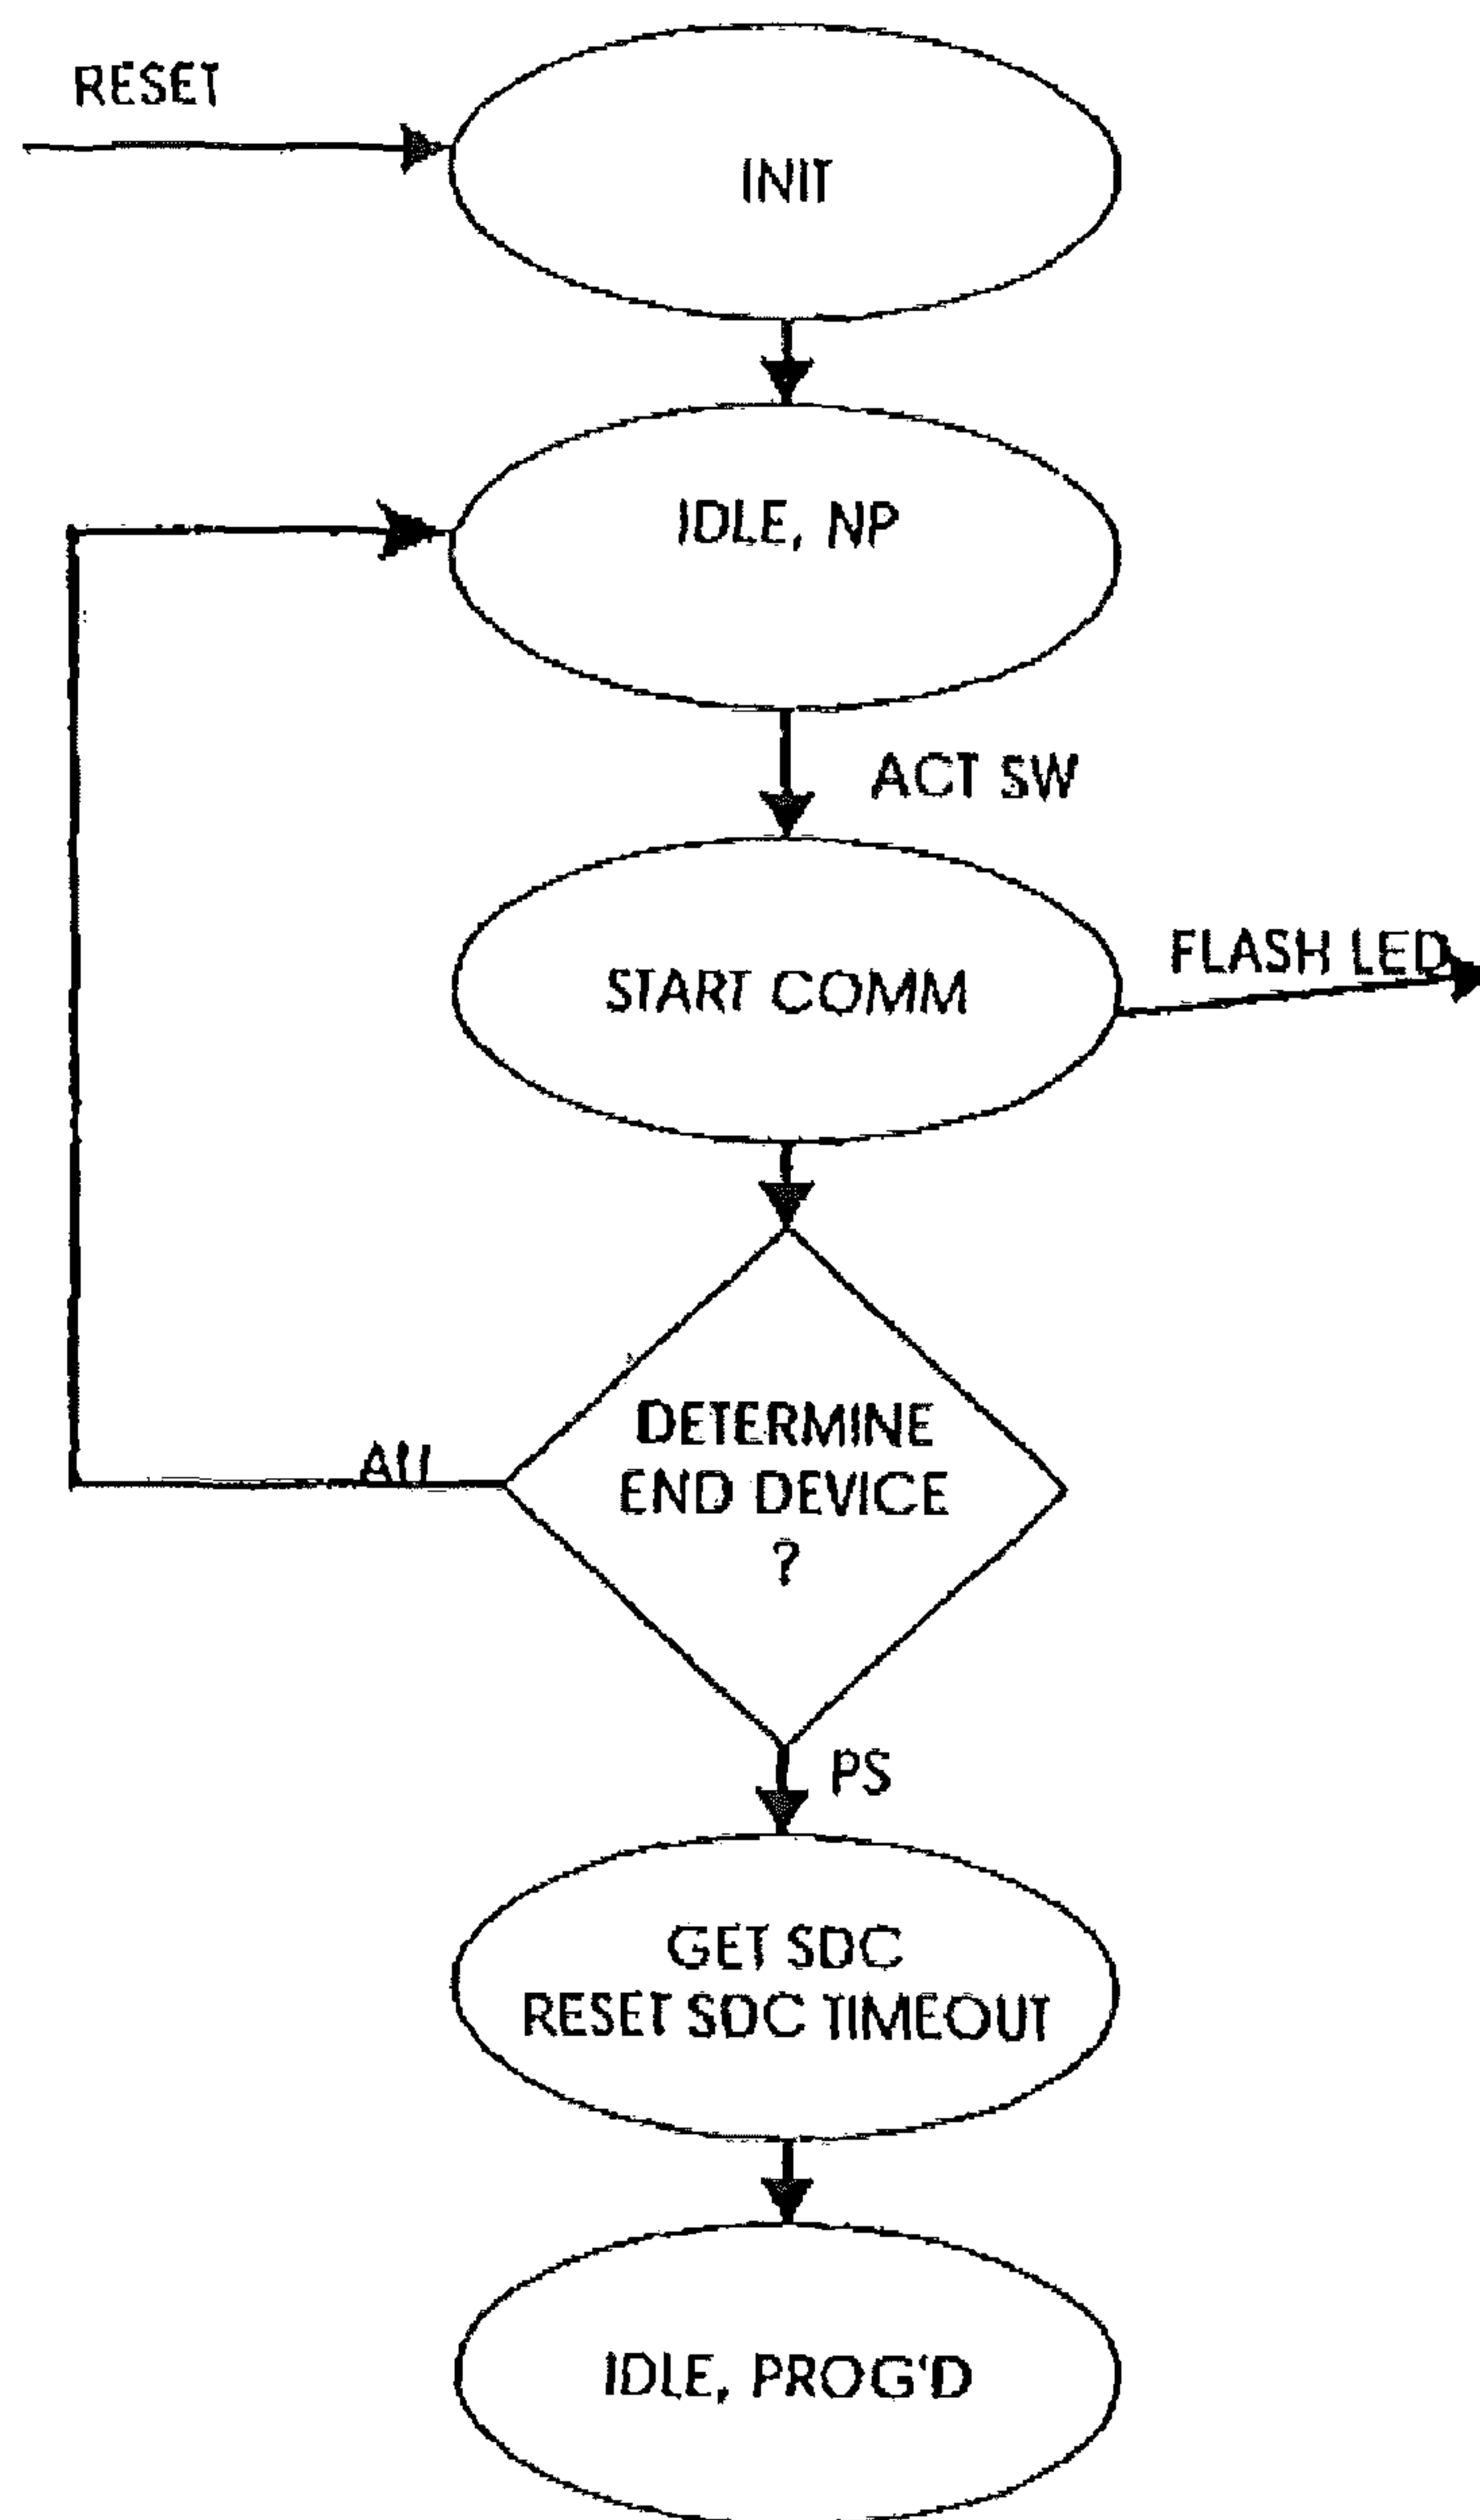 RESET
INIT
IDLE, NP
ACT SW
START COMM
FLASH LED
DETERMINE
END DEVICE
?
PS
GET SDC
RESET SDC TIMEOUT
IDLE, PROG'D